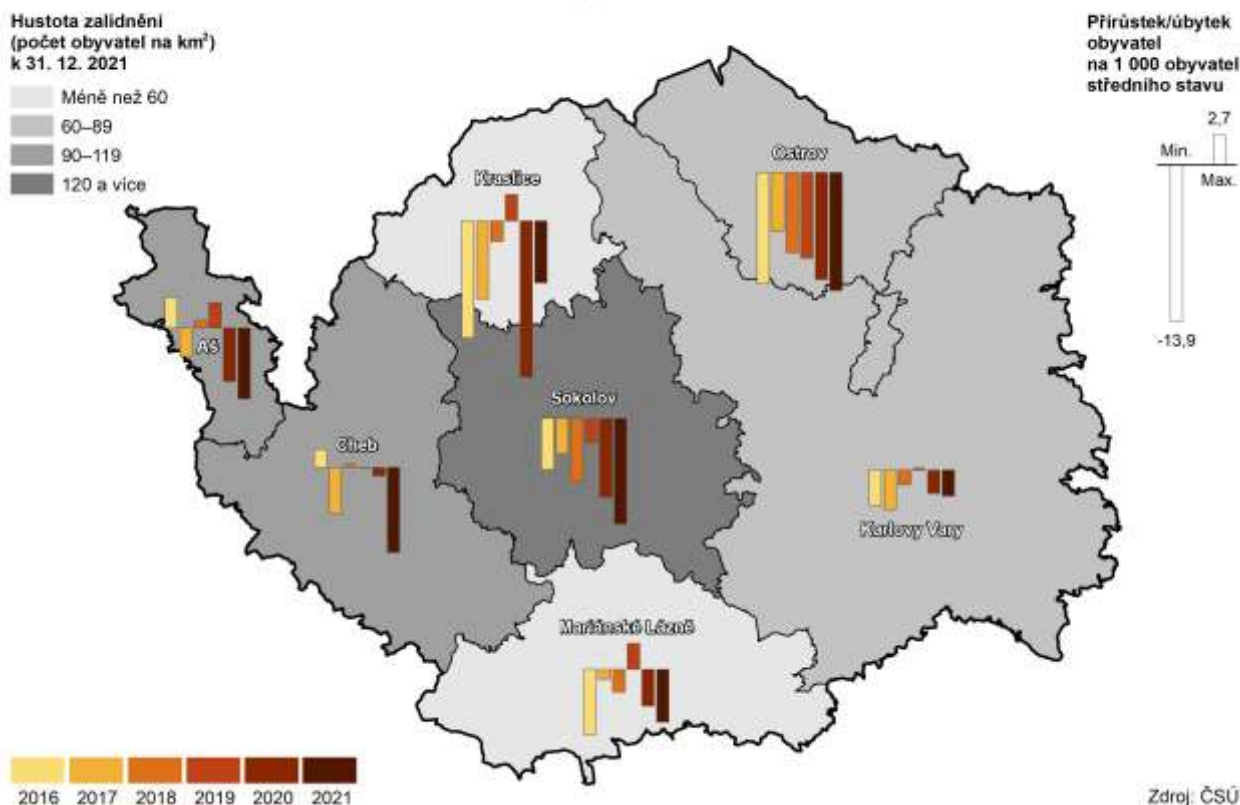 Hustota zalidnění
(počet obyvatel na km²)
k 31. 12. 2021
Méně než 60
60–89
90–119
120 a více
Přírůstek/úbytek
obyvatel
na 1 000 obyvatel
středního stavu
2,7
Min.
Max.
-13,9
Ostrov
Kraslice
Aš
Sokolov
Cheb
Karlovy Vary
Mariánské Lázně
2016 2017 2018 2019 2020 2021
Zdroj: ČSÚ